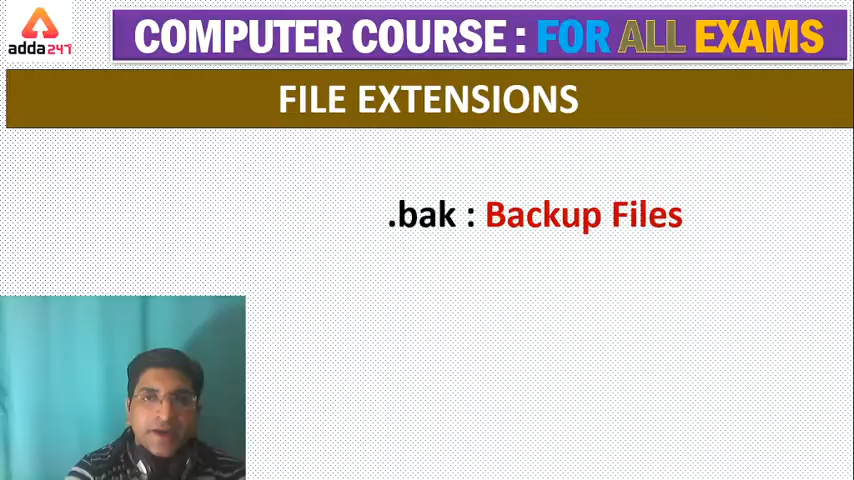 adda247
COMPUTER COURSE : FOR ALL EXAMS
FILE EXTENSIONS
.bak : Backup Files